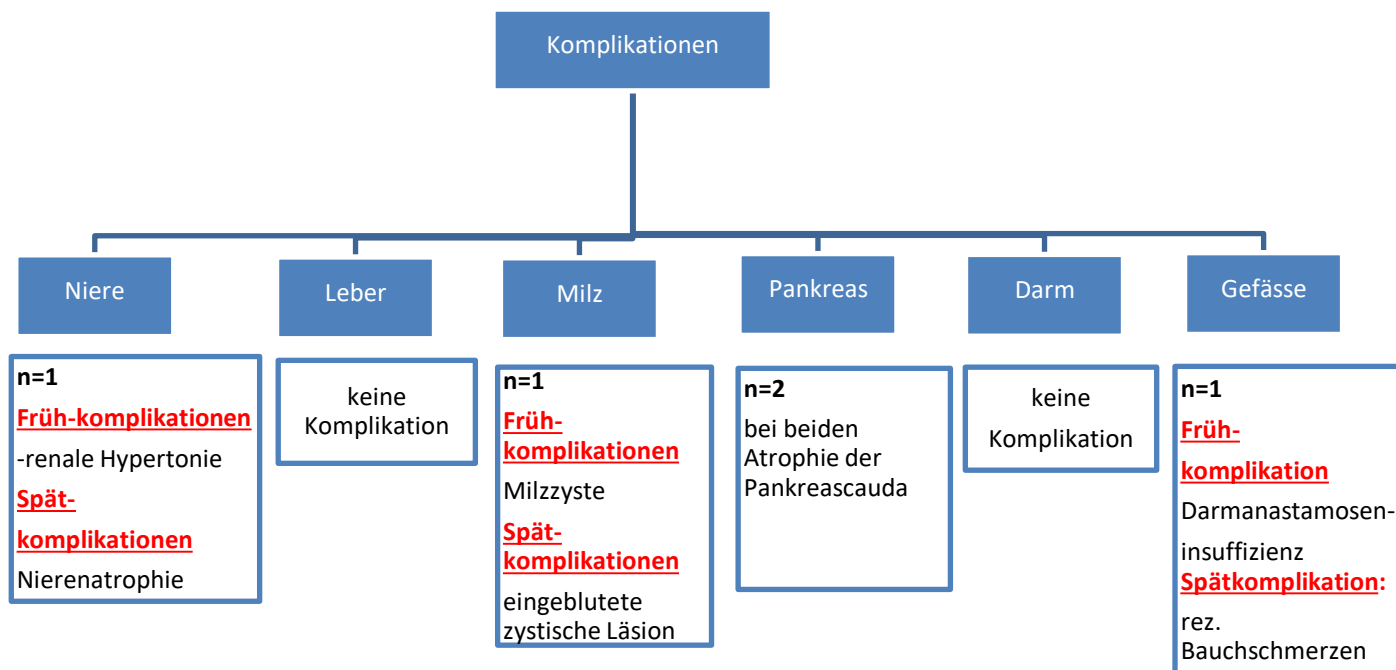 Komplikationen
Niere
Leber
Milz
Pankreas
Darm
Gefässe
n=1
Früh-komplikationen
-renale Hypertonie
Spät-
komplikationen
Nierenatrophie
keine
Komplikation
n=1
Früh-
komplikationen
Milzzyste
Spät-
komplikationen
eingeblutete
zystische Läsion
n=2
bei beiden
Atrophie der
Pankreascauda
keine
Komplikation
n=1
Früh-
komplikation
Darmanastamosen-
insuffizienz
Spätkomplikation:
rez.
Bauchschmerzen